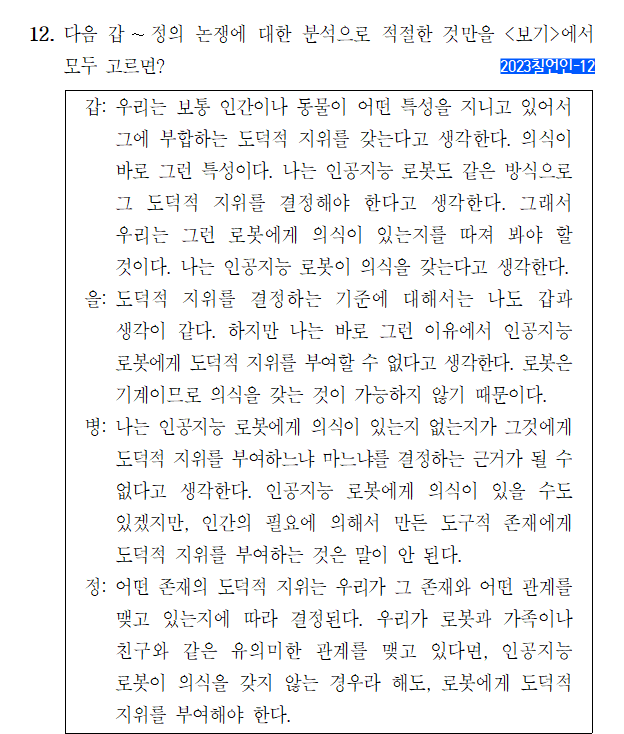 12. 다음 갑 ~ 정의 논쟁에 대한 분석으로 적절한 것만을 <보기>에서
모두 고르면?
2023칠언인-12
갑: 우리는 보통 인간이나 동물이 어떤 특성을 지니고 있어서
그에 부합하는 도덕적 지위를 갖는다고 생각한다. 의식이
바로 그런 특성이다. 나는 인공지능 로봇도 같은 방식으로
그 도덕적 지위를 결정해야 한다고 생각한다. 그래서
우리는 그런 로봇에게 의식이 있는지를 따져 봐야 할
것이다. 나는 인공지능 로봇이 의식을 갖는다고 생각한다.
을: 도덕적 지위를 결정하는 기준에 대해서는 나도 갑과
생각이 같다. 하지만 나는 바로 그런 이유에서 인공지능
로봇에게 도덕적 지위를 부여할 수 없다고 생각한다. 로봇은
기계이므로 의식을 갖는 것이 가능하지 않기 때문이다.
병: 나는 인공지능 로봇에게 의식이 있는지 없는지가 그것에게
도덕적 지위를 부여하느냐 마느냐를 결정하는 근거가 될 수
없다고 생각한다. 인공지능 로봇에게 의식이 있을 수도
있겠지만, 인간의 필요에 의해서 만든 도구적 존재에게
도덕적 지위를 부여하는 것은 말이 안 된다.
정: 어떤 존재의 도덕적 지위는 우리가 그 존재와 어떤 관계를
맺고 있는지에 따라 결정된다. 우리가 로봇과 가족이나
친구와 같은 유의미한 관계를 맺고 있다면, 인공지능
로봇이 의식을 갖지 않는 경우라 해도, 로봇에게 도덕적
지위를 부여해야 한다.